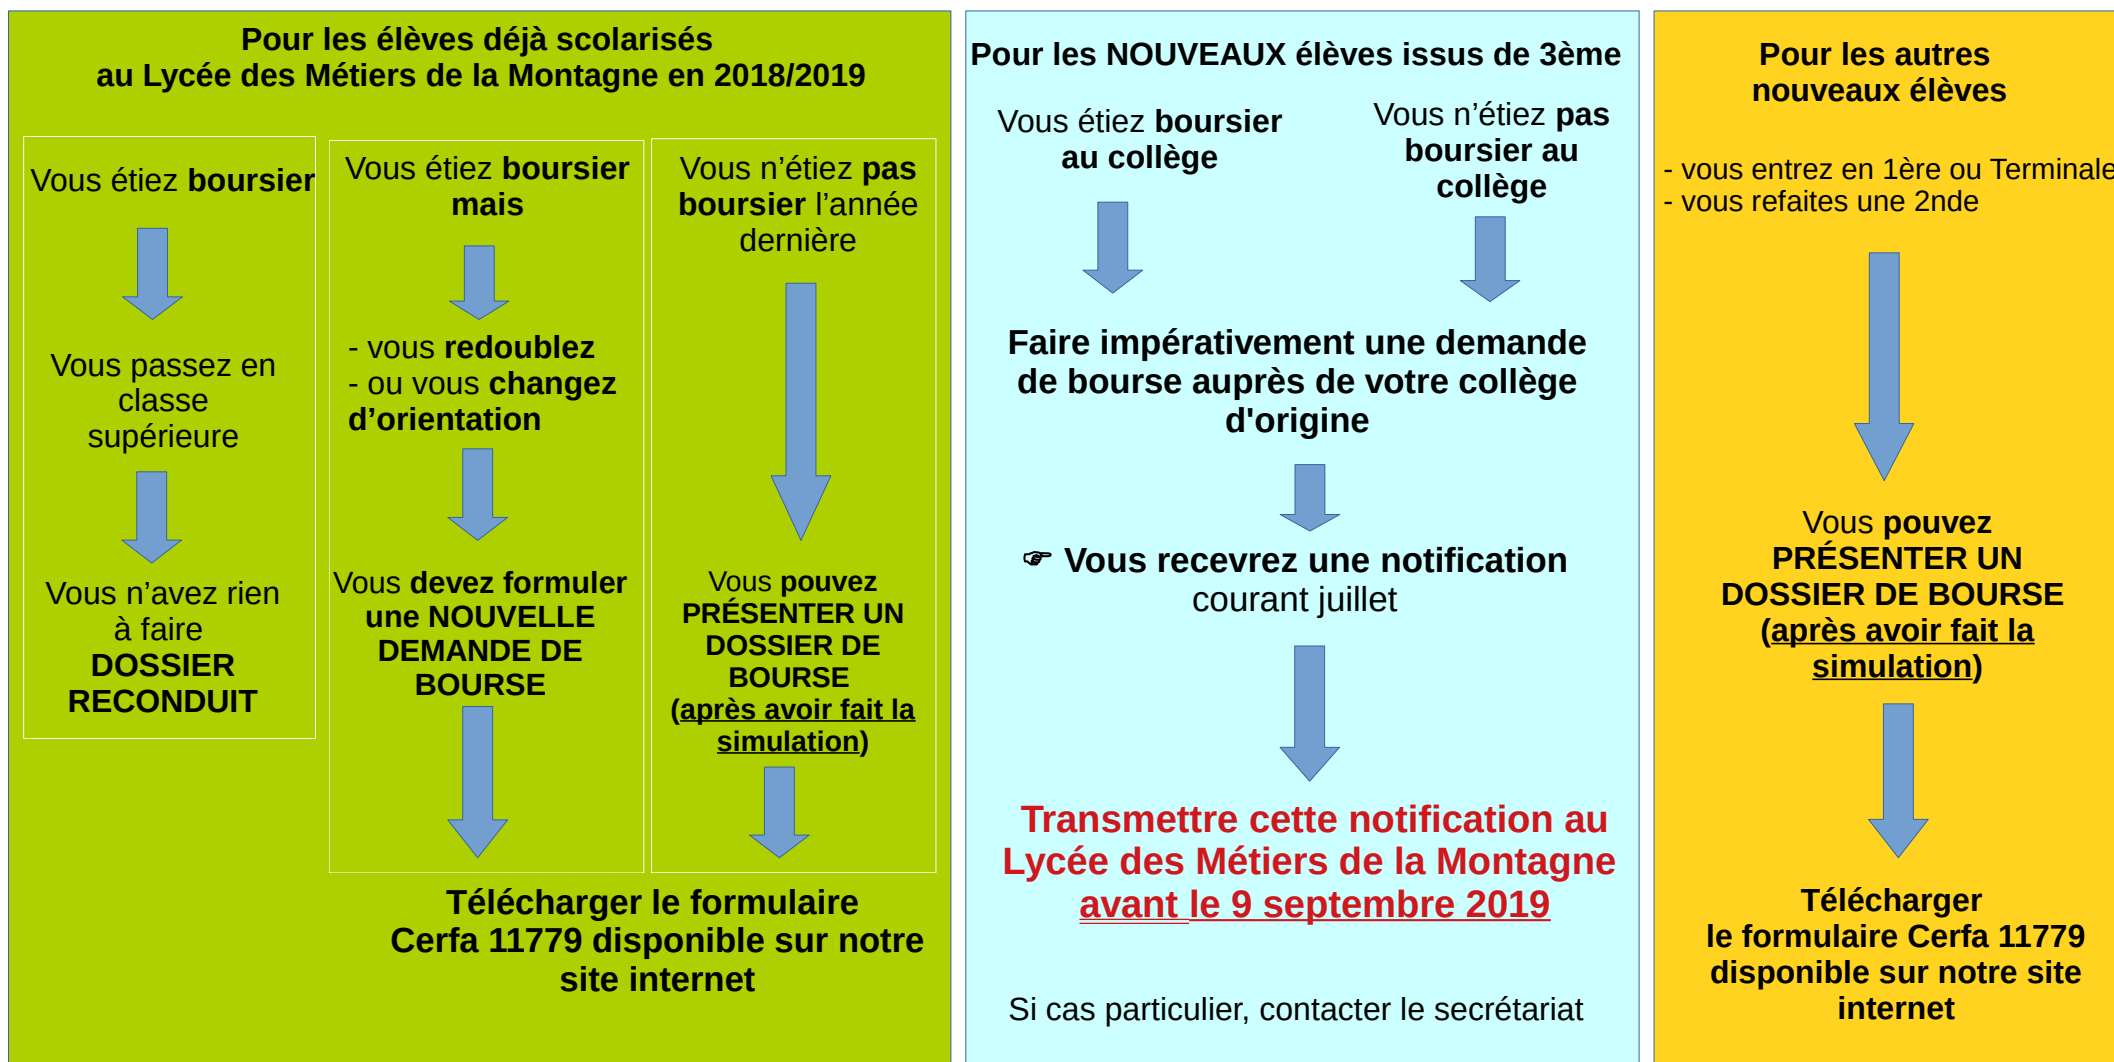 Pour les élèves déjà scolarisés
au Lycée des Métiers de la Montagne en 2018/2019
Vous étiez boursier
Vous passez en
classe
supérieure
Vous n’avez rien
à faire
DOSSIER
RECONDUIT
Vous étiez boursier
mais
- vous redoublez
- ou vous changez
d’orientation
Vous devez formuler
une NOUVELLE
DEMANDE DE
BOURSE
Vous n’étiez pas
boursier l’année
dernière
Vous pouvez
PRÉSENTER UN
DOSSIER DE
BOURSE
(après avoir fait la
simulation)
Télécharger le formulaire
Cerfa 11779 disponible sur notre
site internet
Pour les NOUVEAUX élèves issus de 3ème
Vous étiez boursier
au collège
Vous n’étiez pas
boursier au
collège
Faire impérativement une demande
de bourse auprès de votre collège
d'origine
☞ Vous recevrez une notification
courant juillet
Transmettre cette notification au
Lycée des Métiers de la Montagne
avant le 9 septembre 2019
Si cas particulier, contacter le secrétariat
Pour les autres
nouveaux élèves
- vous entrez en 1ère ou Terminale
- vous refaites une 2nde
Vous pouvez
PRÉSENTER UN
DOSSIER DE BOURSE
(après avoir fait la
simulation)
Télécharger
le formulaire Cerfa 11779
disponible sur notre site
internet